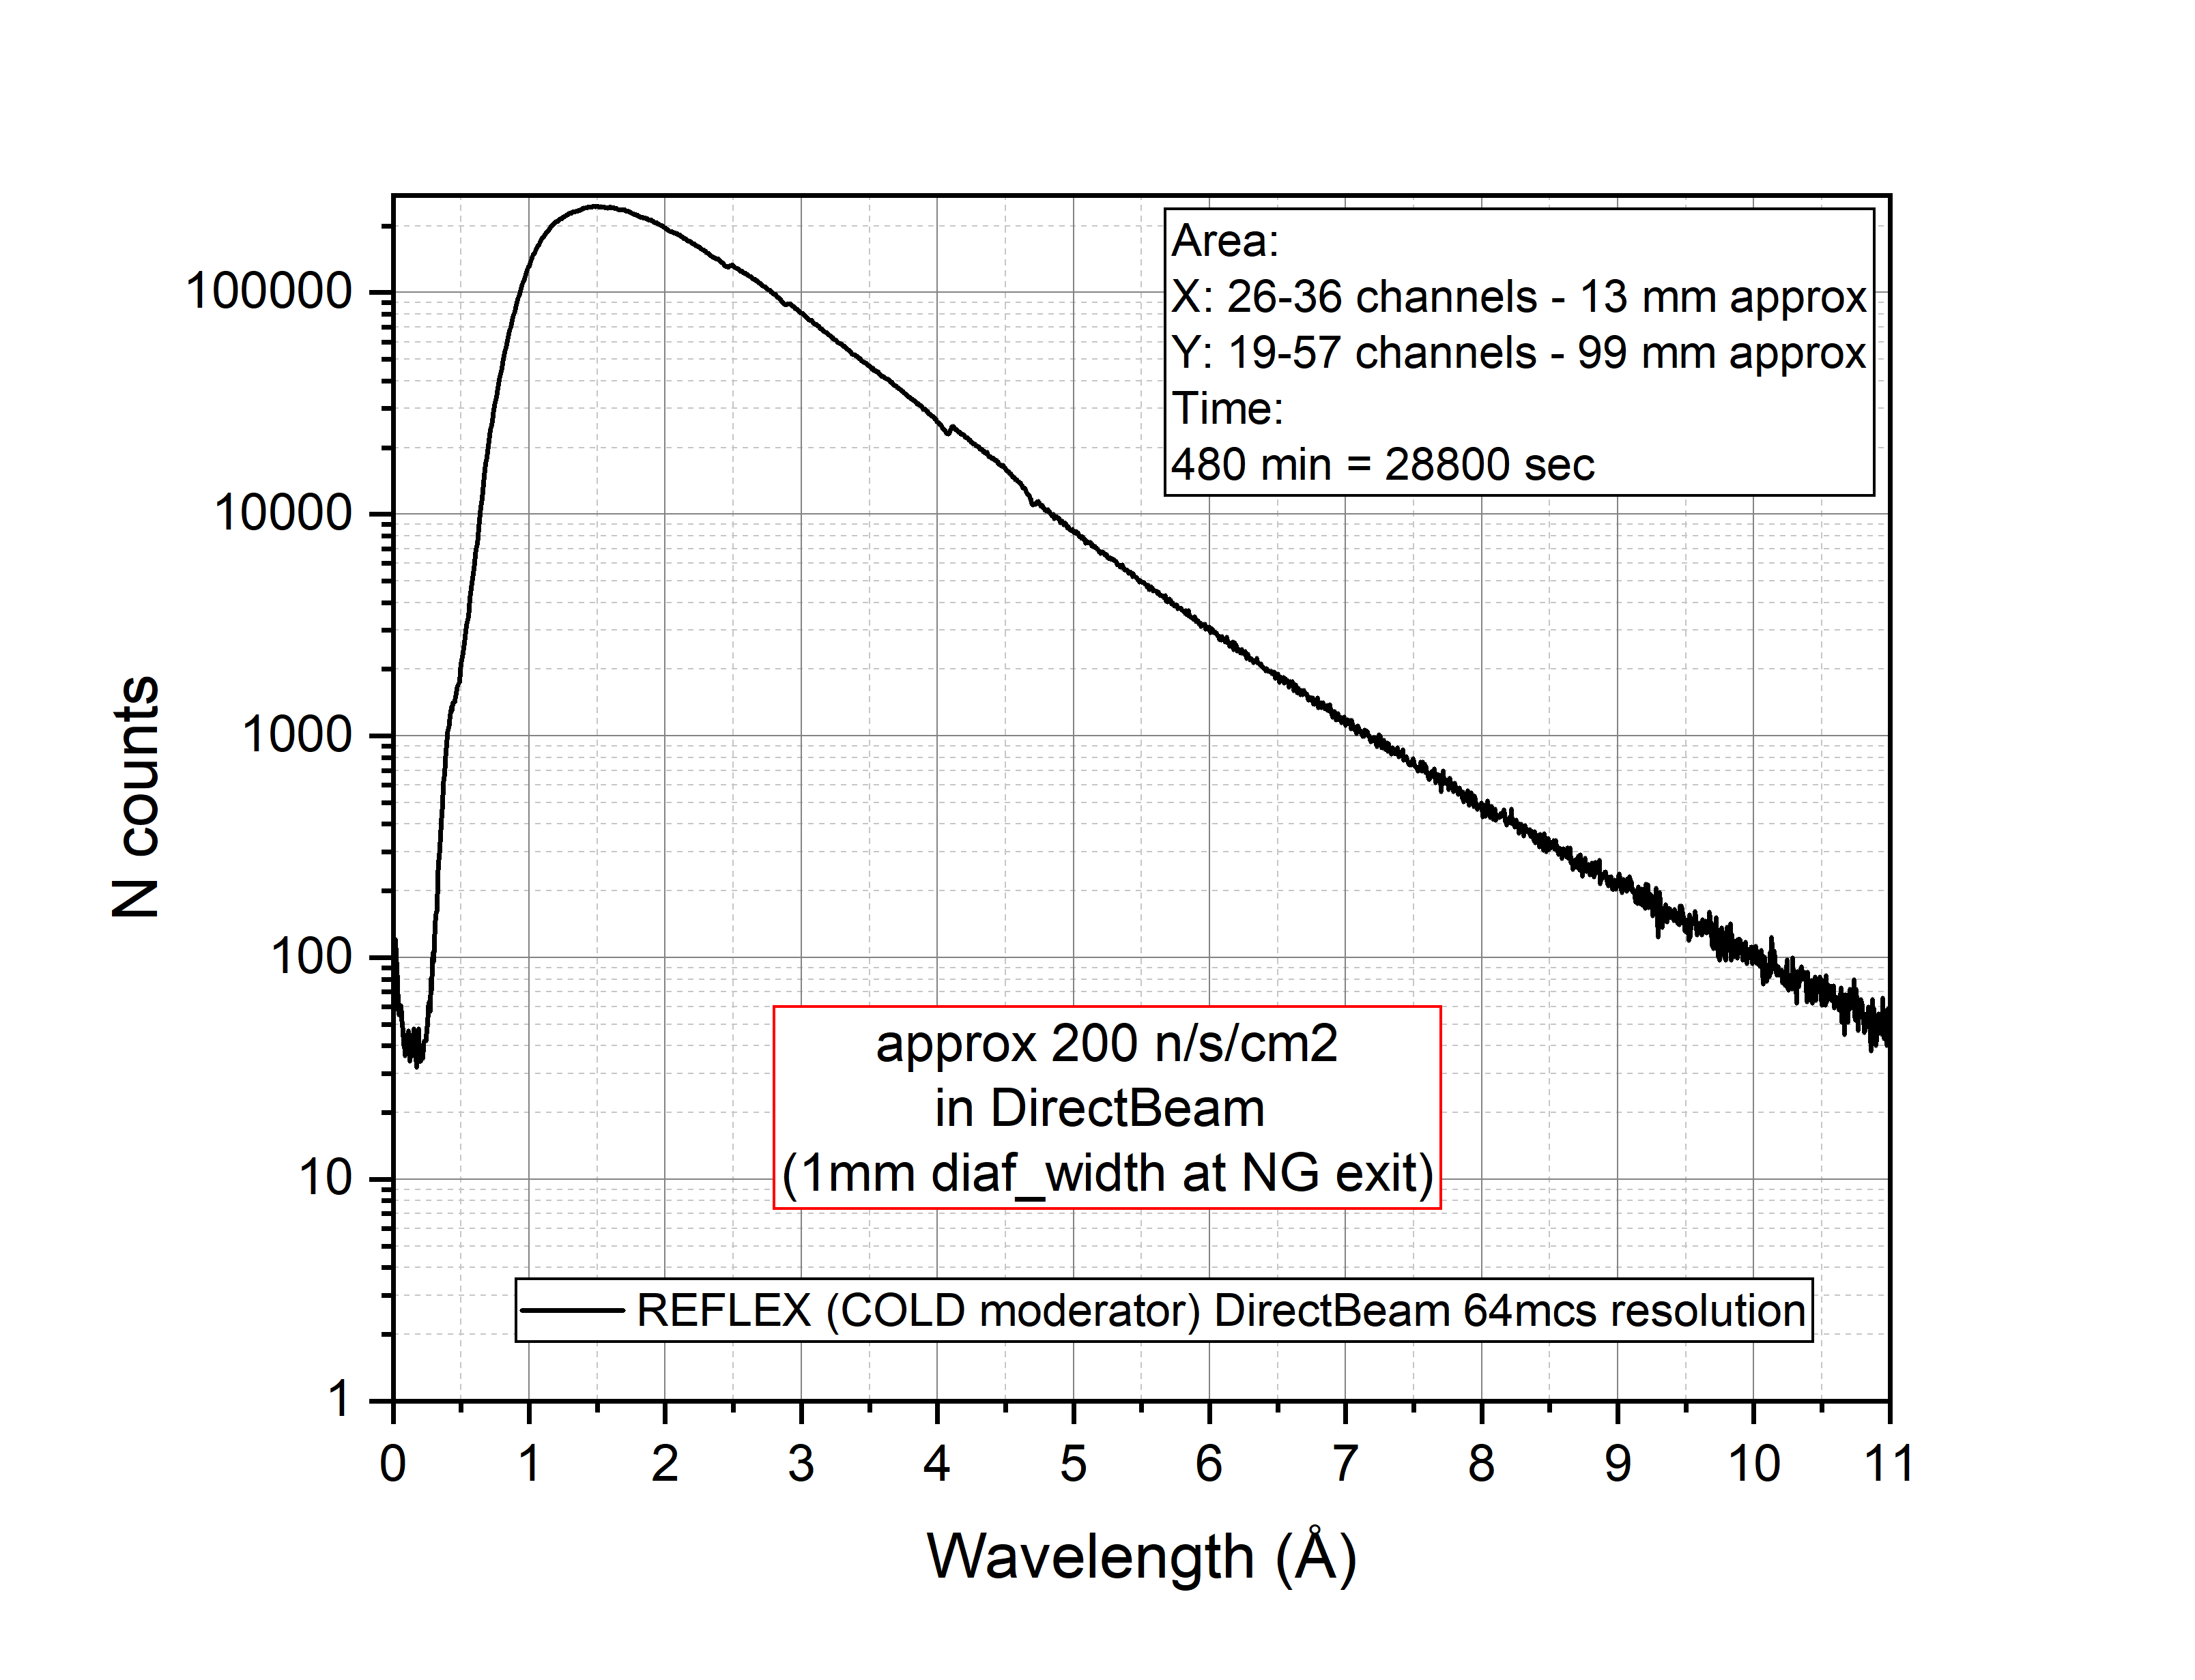 Area:
X: 26-36 channels - 13 mm approx
Y: 19-57 channels - 99 mm approx
Time:
480 min = 28800 sec
100000
10000
1000
100
10
1
N counts
approx 200 n/s/cm2
in DirectBeam
(1mm diaf_width at NG exit)
REFLEX (COLD moderator) DirectBeam 64mcs resolution
0 1 2 3 4 5 6 7 8 9 10 11
Wavelength (Å)